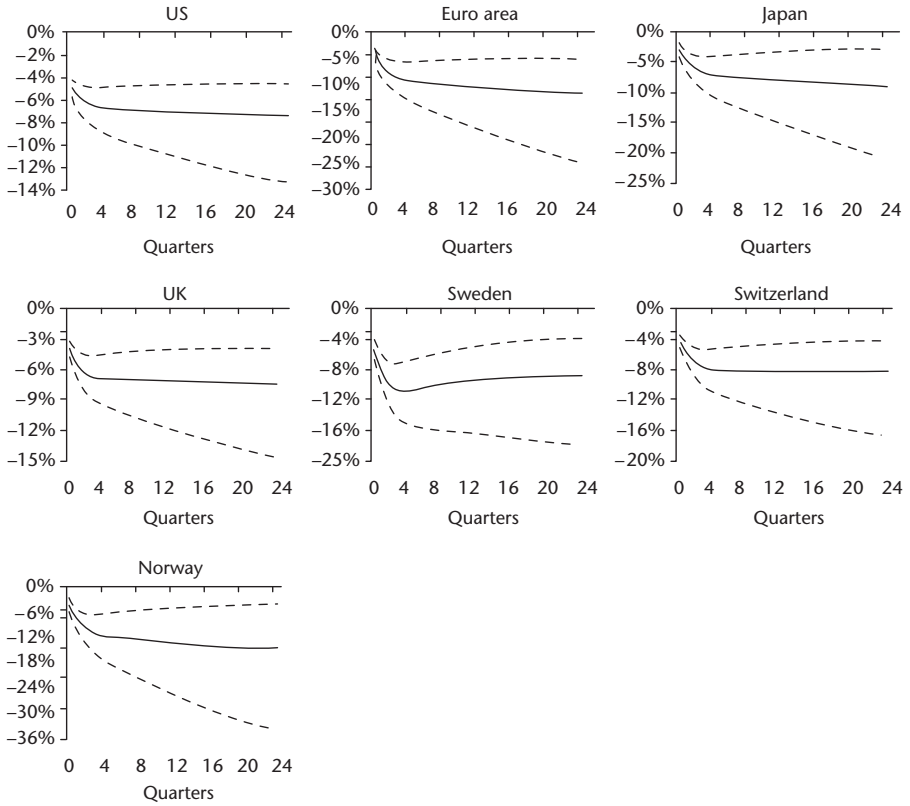 US
0%
–2%
–4%
–6%
–8%
–10%
–12%
–14%
0 4 8 12 16 20 24
Quarters
Euro area
0%
–5%
–10%
–15%
–20%
–25%
–30%
0 4 8 12 16 20 24
Quarters
Japan
0%
–5%
–10%
–15%
–20%
–25%
0 4 8 12 16 20 24
Quarters
UK
0%
–3%
–6%
–9%
–12%
–15%
0 4 8 12 16 20 24
Quarters
Sweden
0%
–4%
–8%
–12%
–16%
–25%
0 4 8 12 16 20 24
Quarters
Switzerland
0%
–4%
–8%
–12%
–16%
–20%
0 4 8 12 16 20 24
Quarters
Norway
0%
–6%
–12%
–18%
–24%
–30%
–36%
0 4 8 12 16 20 24
Quarters